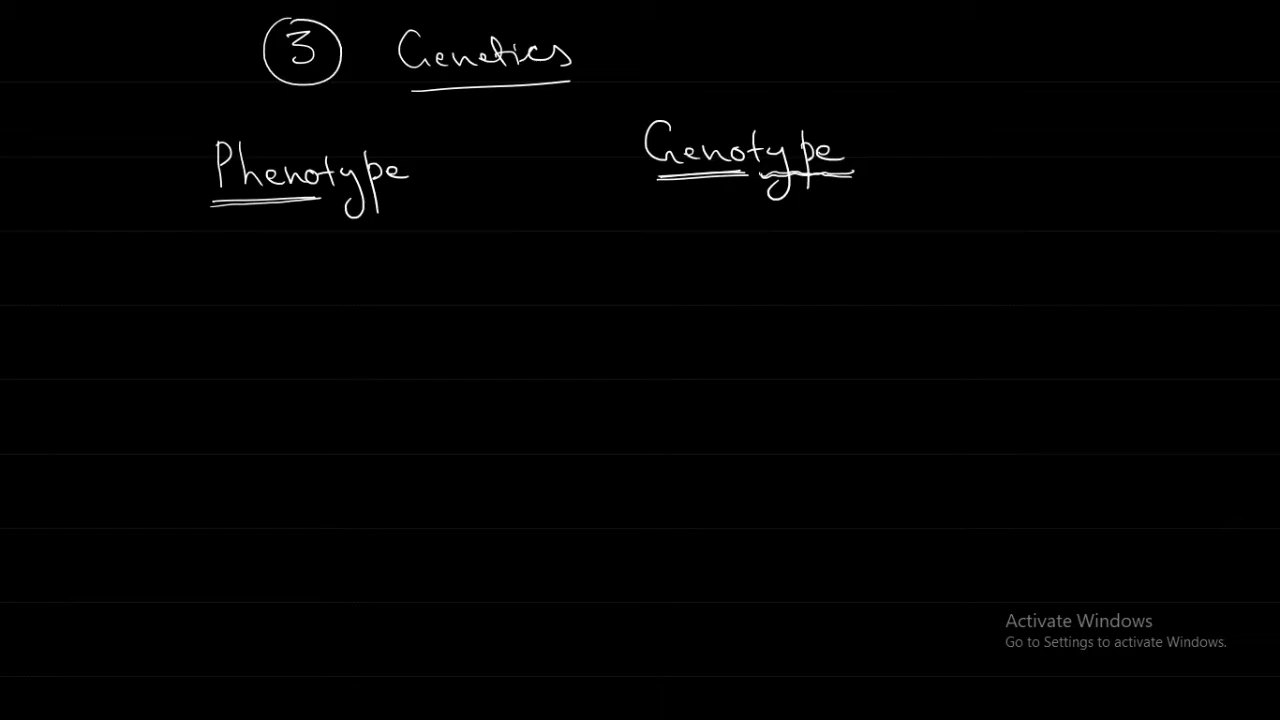 3 Genetics
Phenotype Genotype
Activate Windows
Go to Settings to activate Windows.